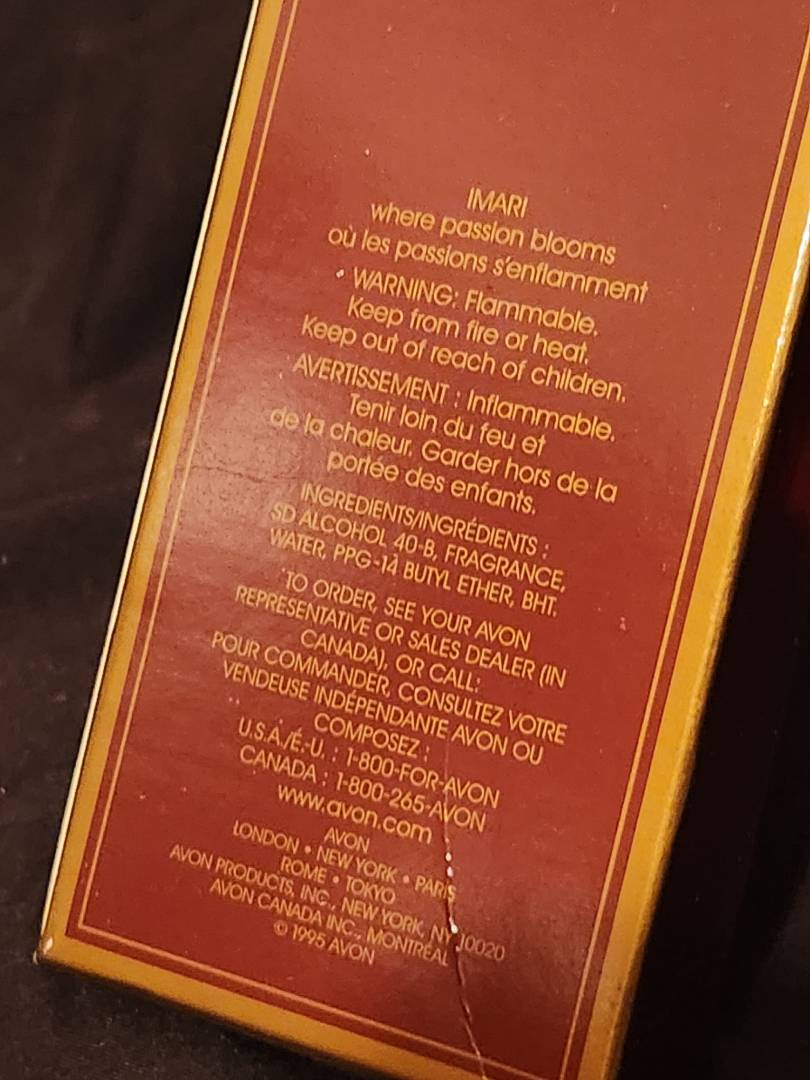 IMARI
where passion blooms
où les passions s'enflamment
WARNING: Flammable.
Keep from fire or heat.
Keep out of reach of children.
AVERTISSEMENT : Inflammable.
Tenir loin du feu et
de la chaleur. Garder hors de la
portée des enfants.
INGREDIENTS/INGRÉDIENTS :
SD ALCOHOL 40-B, FRAGRANCE,
WATER, PPG-14 BUTYL ETHER, BHT.
TO ORDER, SEE YOUR AVON
REPRESENTATIVE OR SALES DEALER (IN
CANADA), OR CALL:
POUR COMMANDER, CONSULTEZ VOTRE
VENDEUSE INDÉPENDANTE AVON OU
COMPOSEZ :
U.S.A./É.-U. : 1-800-FOR-AVON
CANADA : 1-800-265-AVON
www.avon.com
AVON
LONDON • NEW YORK • PARIS
ROME • TOKYO
AVON PRODUCTS, INC., NEW YORK, NY 10020
AVON CANADA INC., MONTRÉAL
© 1995 AVON